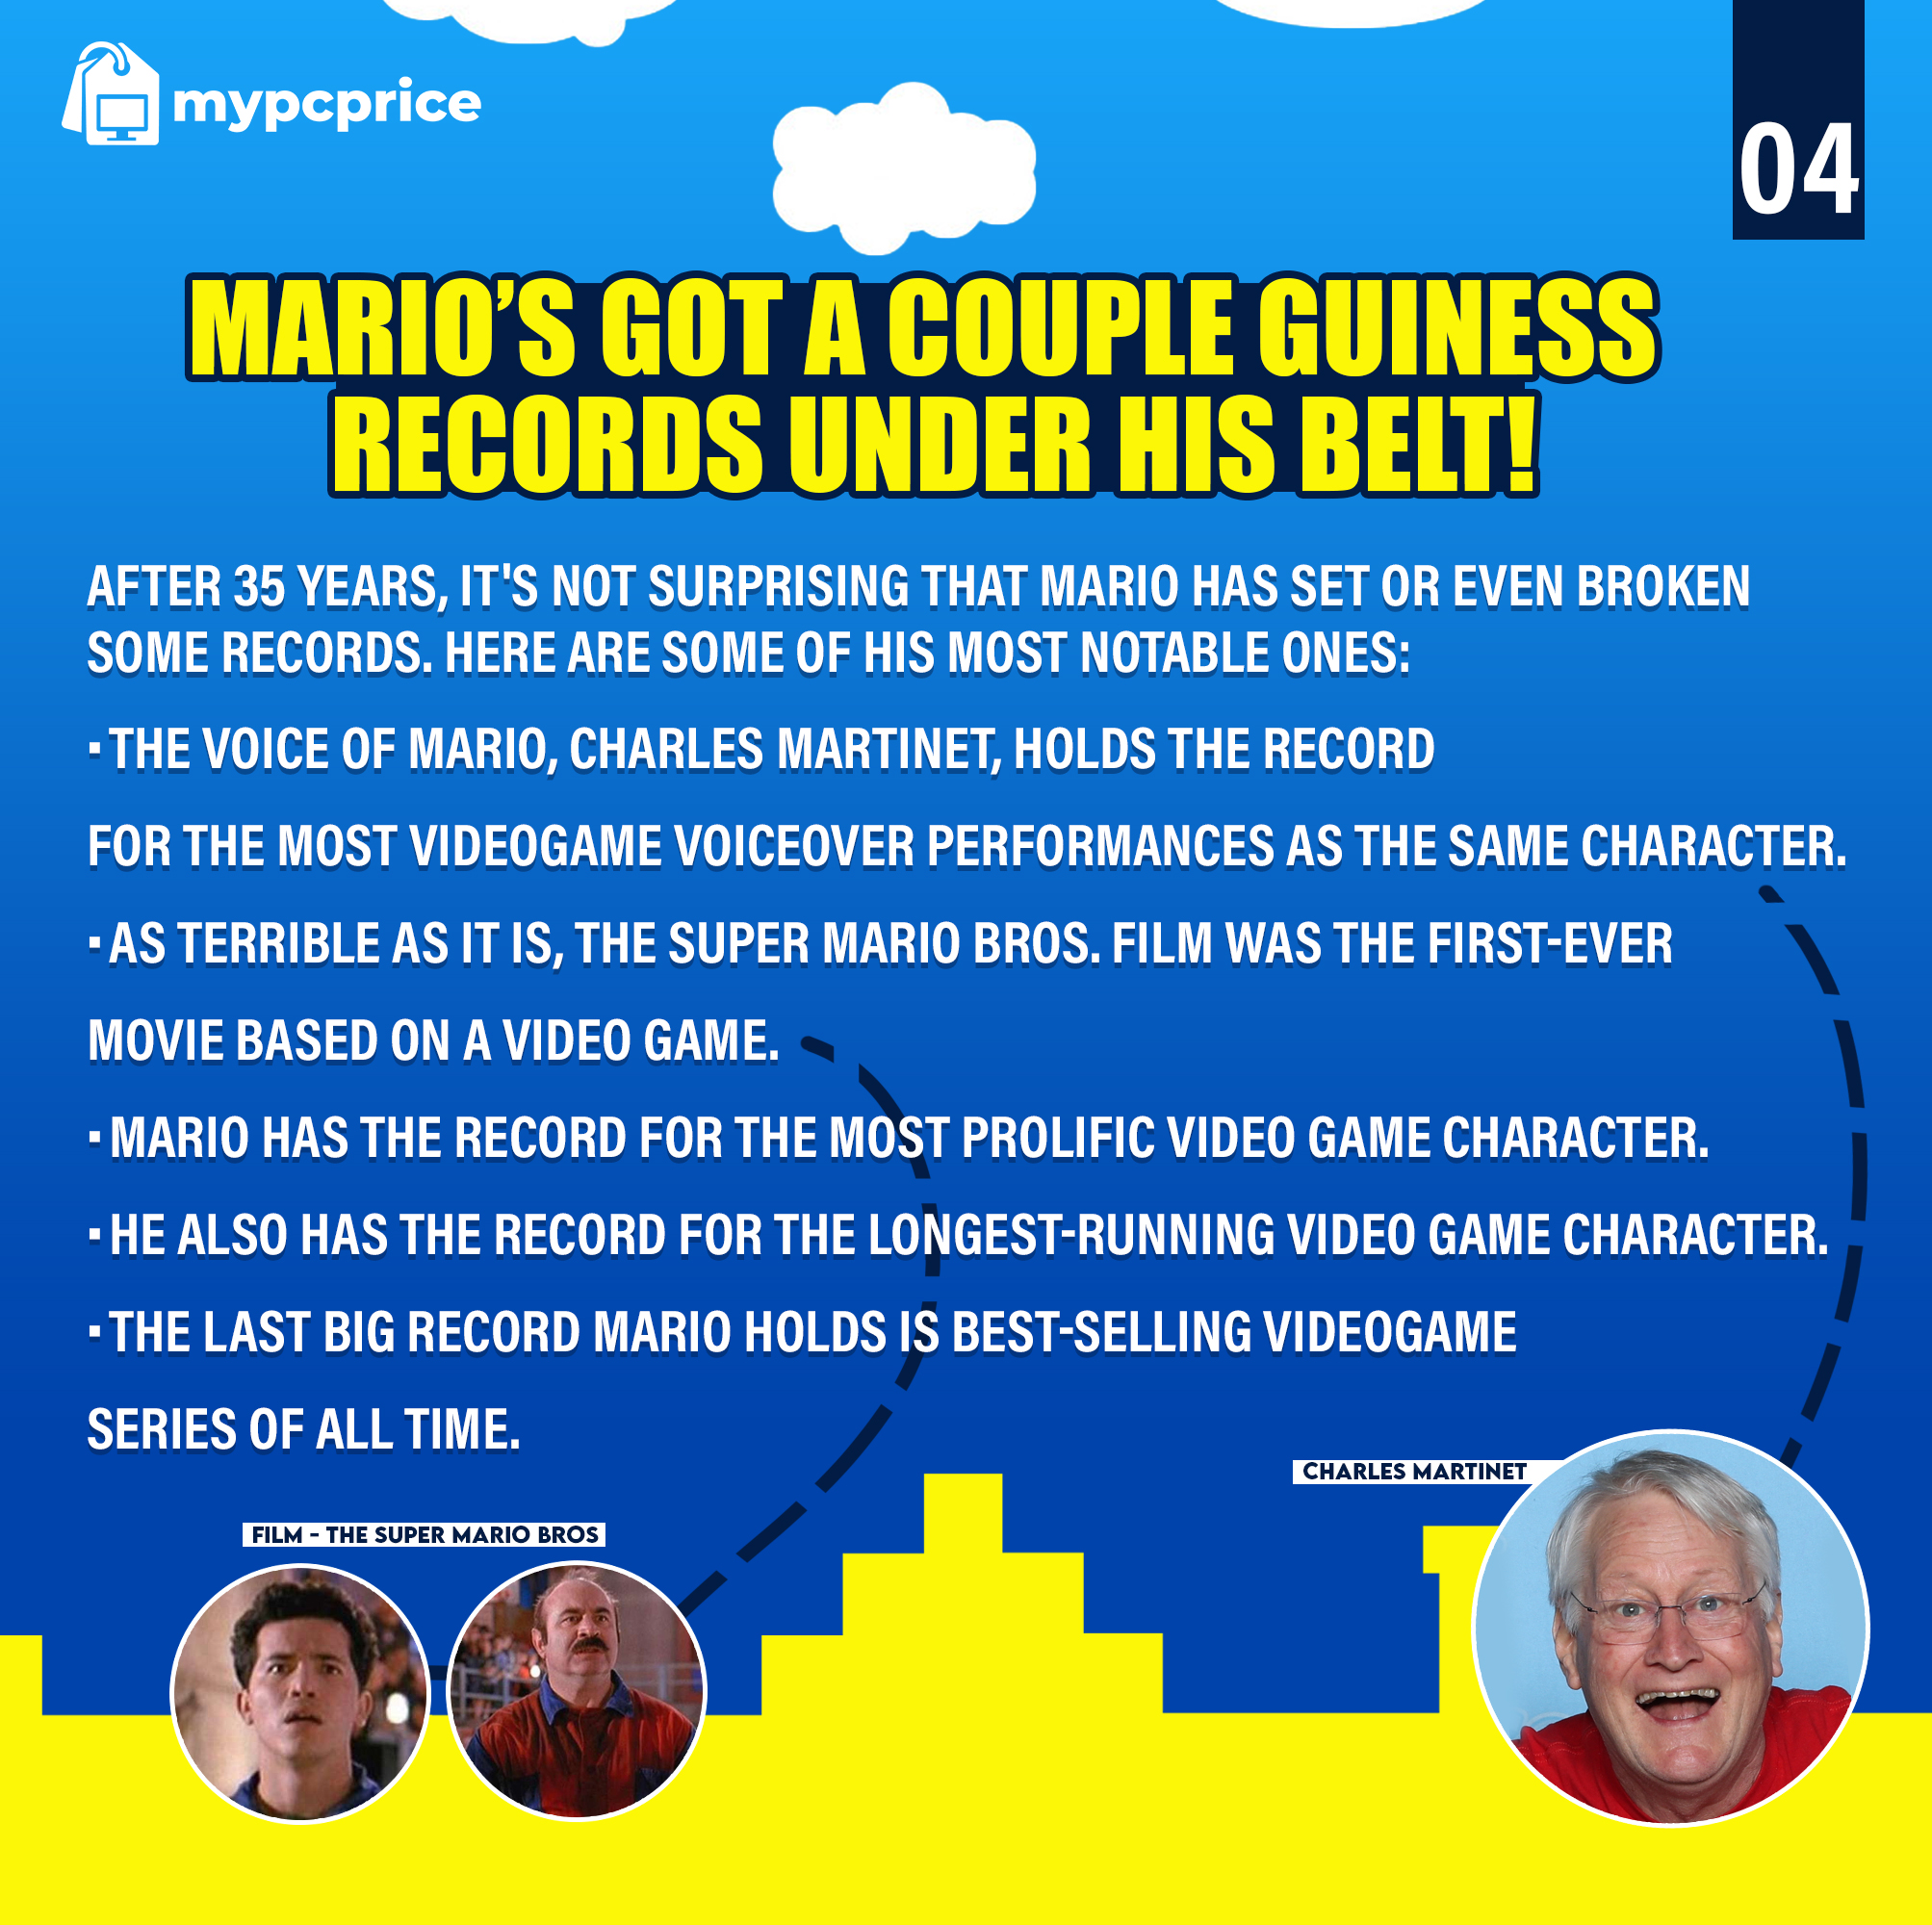 mypcprice
04
MARIO’S GOT A COUPLE GUINESS
RECORDS UNDER HIS BELT!
AFTER 35 YEARS, IT'S NOT SURPRISING THAT MARIO HAS SET OR EVEN BROKEN
SOME RECORDS. HERE ARE SOME OF HIS MOST NOTABLE ONES:
· THE VOICE OF MARIO, CHARLES MARTINET, HOLDS THE RECORD
FOR THE MOST VIDEOGAME VOICEOVER PERFORMANCES AS THE SAME CHARACTER.
· AS TERRIBLE AS IT IS, THE SUPER MARIO BROS. FILM WAS THE FIRST-EVER
MOVIE BASED ON A VIDEO GAME.
· MARIO HAS THE RECORD FOR THE MOST PROLIFIC VIDEO GAME CHARACTER.
· HE ALSO HAS THE RECORD FOR THE LONGEST-RUNNING VIDEO GAME CHARACTER.
· THE LAST BIG RECORD MARIO HOLDS IS BEST-SELLING VIDEOGAME
SERIES OF ALL TIME.
CHARLES MARTINET
FILM - THE SUPER MARIO BROS